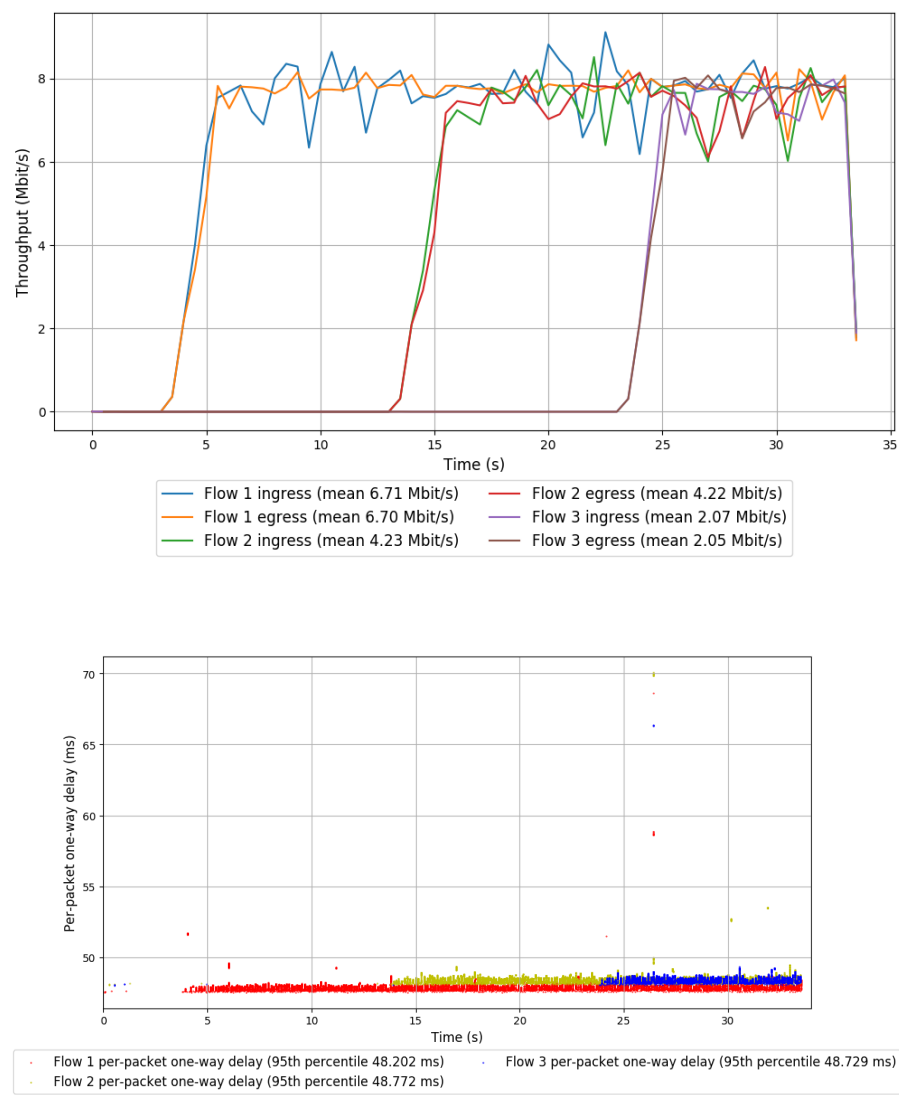 8
6
4
2
0
Throughput (Mbit/s)
0 5 10 15 20 25 30 35
Time (s)
Flow 1 ingress (mean 6.71 Mbit/s)
Flow 1 egress (mean 6.70 Mbit/s)
Flow 2 ingress (mean 4.23 Mbit/s)
Flow 2 egress (mean 4.22 Mbit/s)
Flow 3 ingress (mean 2.07 Mbit/s)
Flow 3 egress (mean 2.05 Mbit/s)
70
65
60
55
50
Per-packet one-way delay (ms)
0 5 10 15 20 25 30
Time (s)
Flow 1 per-packet one-way delay (95th percentile 48.202 ms)
Flow 2 per-packet one-way delay (95th percentile 48.772 ms)
Flow 3 per-packet one-way delay (95th percentile 48.729 ms)